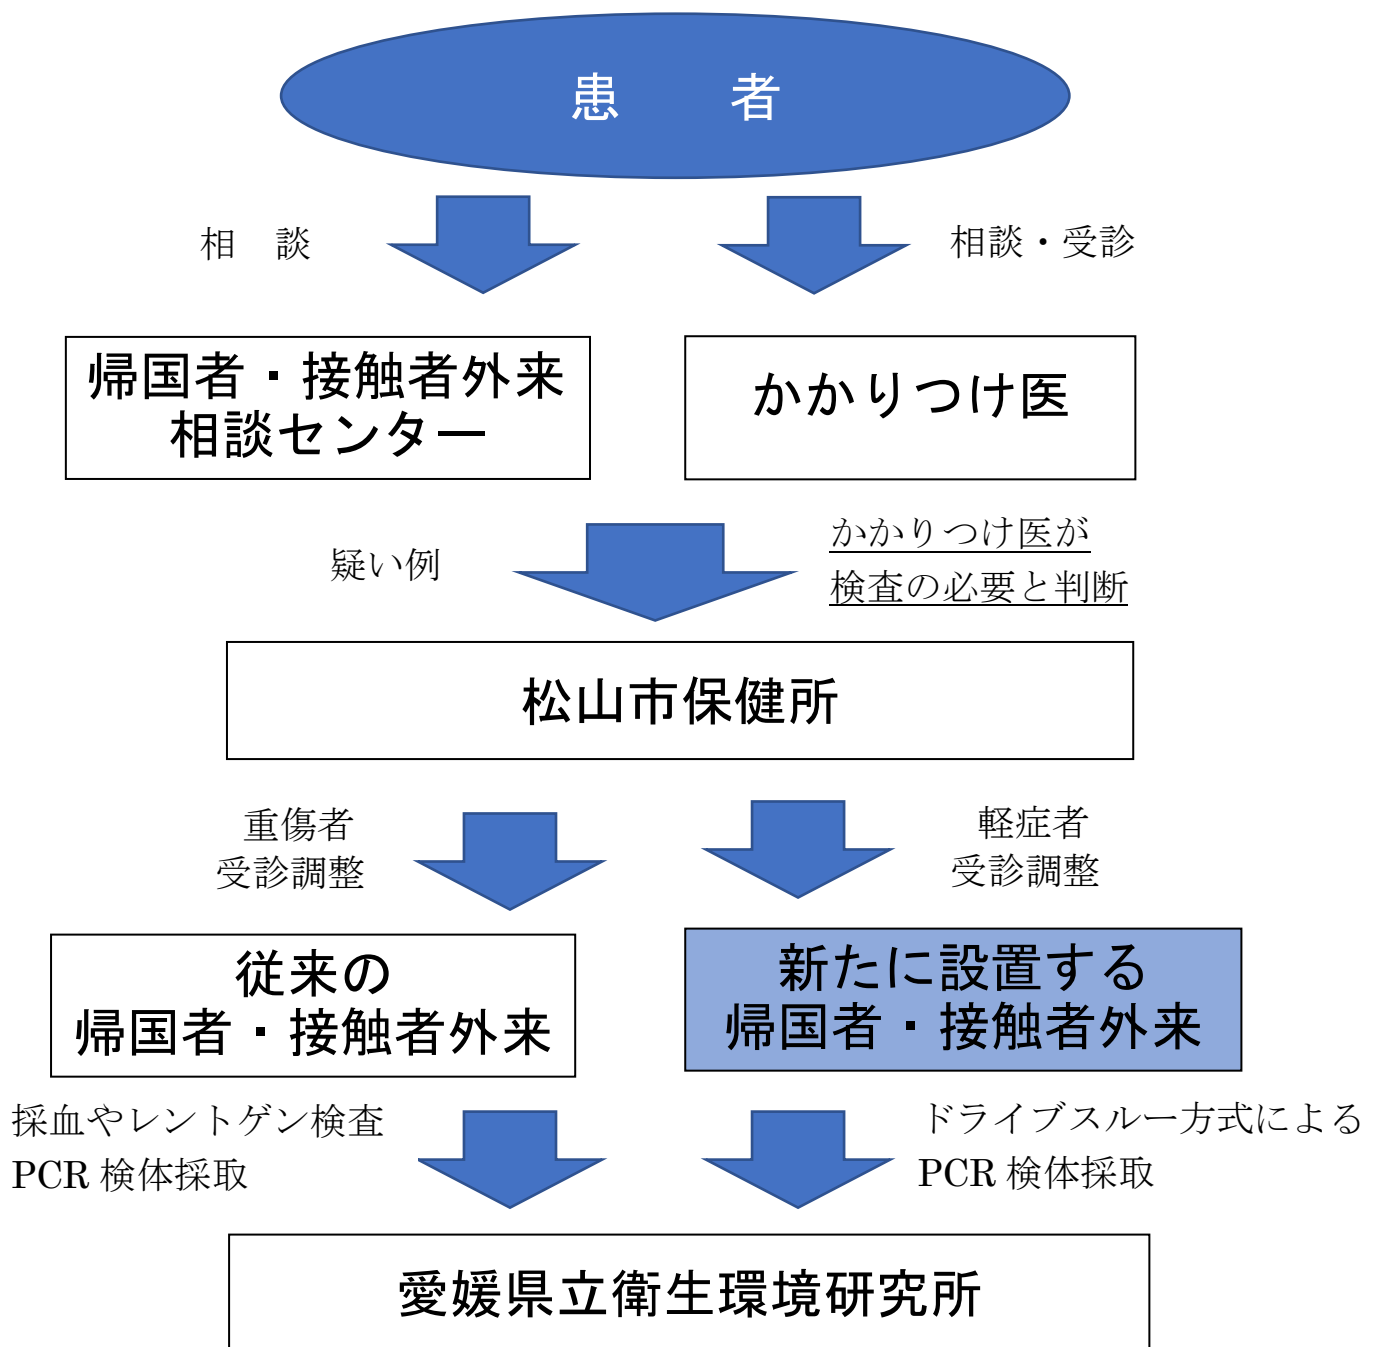 患　者
相　談
相談・受診
帰国者・接触者外来
相談センター
かかりつけ医
疑い例
かかりつけ医が
検査の必要と判断
松山市保健所
重傷者
受診調整
軽症者
受診調整
従来の
帰国者・接触者外来
新たに設置する
帰国者・接触者外来
採血やレントゲン検査
PCR 検体採取
ドライブスルー方式による
PCR 検体採取
愛媛県立衛生環境研究所